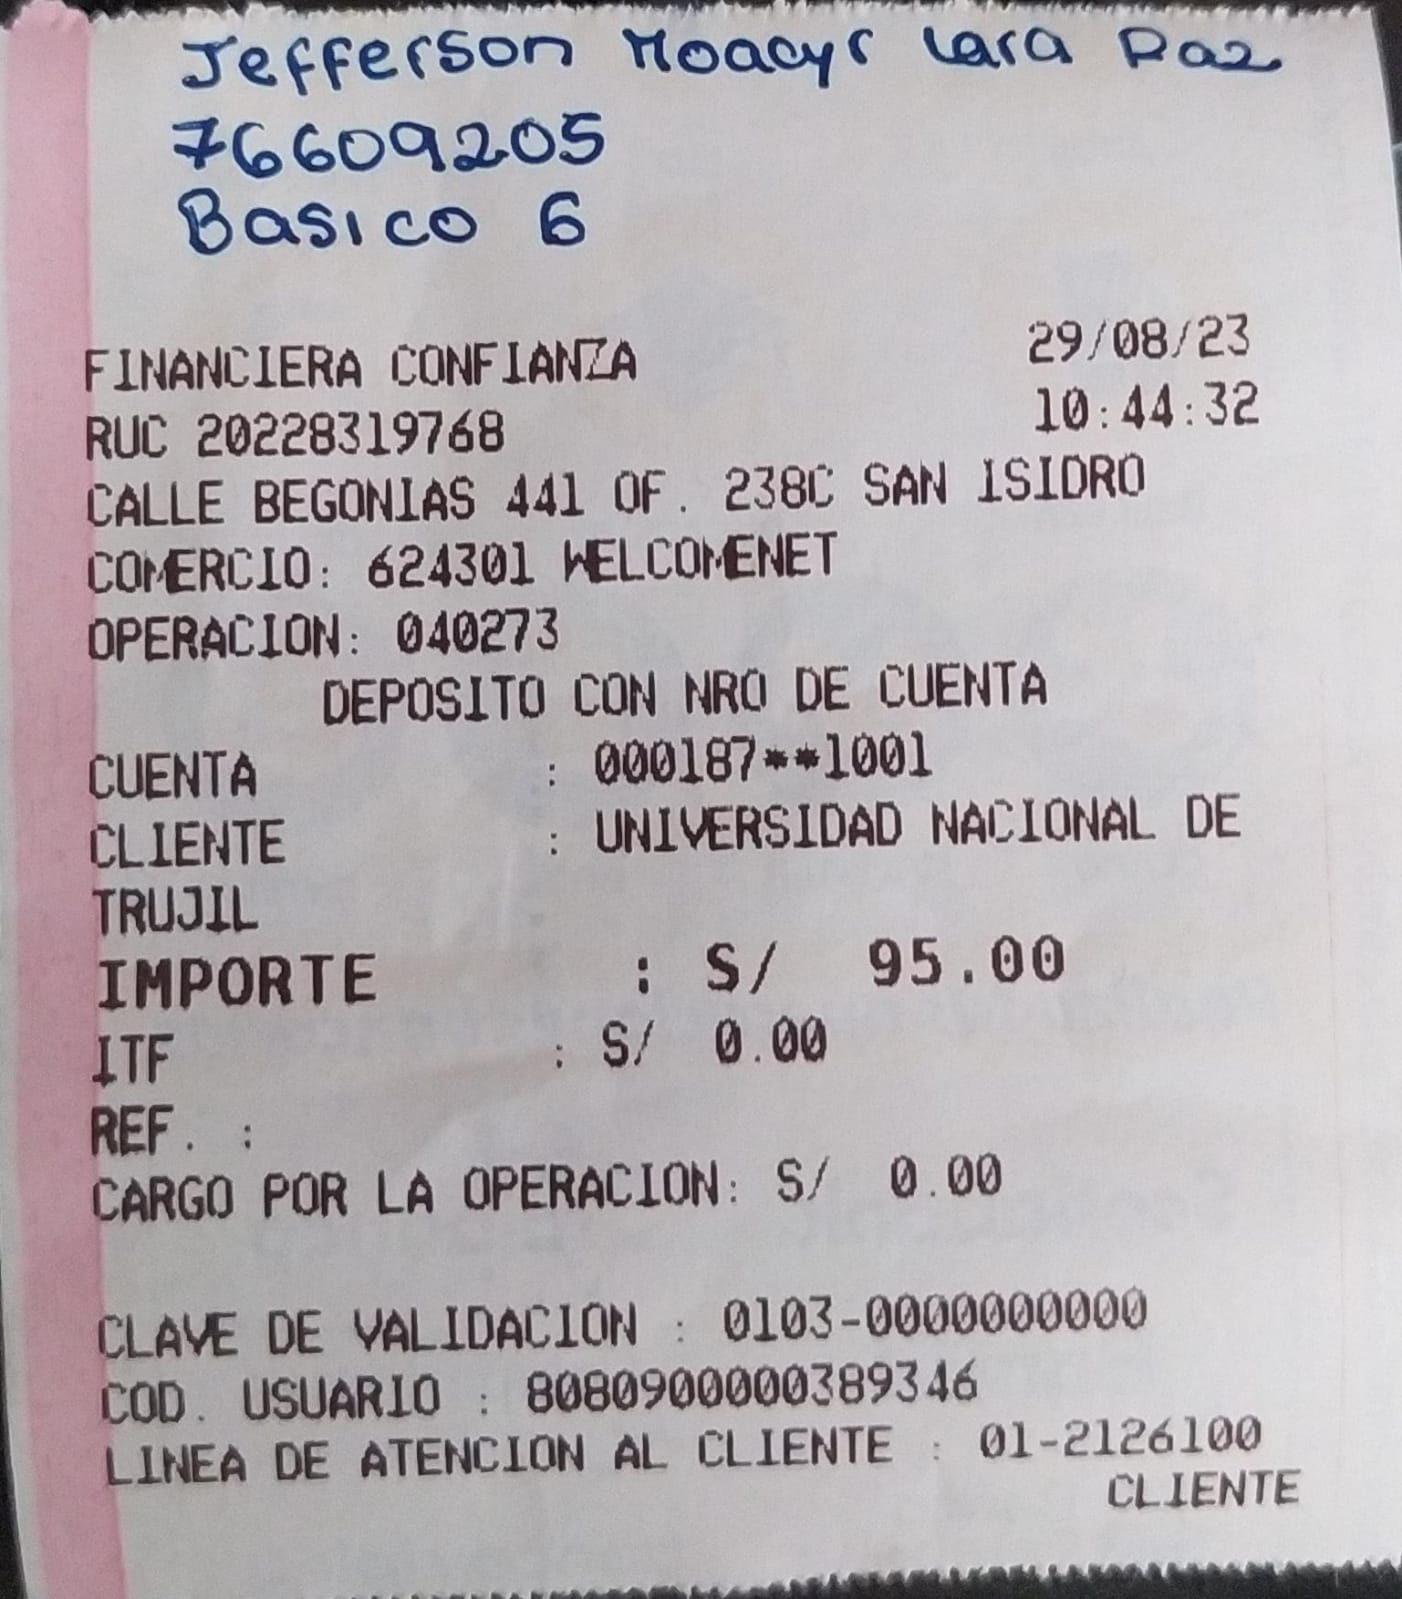 Jefferson Moacyr Lara Paz
76609205
Basico 6
FINANCIERA CONFIANZA 29/08/23
RUC 20228319768 10:44:32
CALLE BEGONIAS 441 OF. 238C SAN ISIDRO
COMERCIO: 624301 WELCOMENET
OPERACION: 040273
DEPOSITO CON NRO DE CUENTA
CUENTA : 000187**1001
CLIENTE : UNIVERSIDAD NACIONAL DE
TRUJIL
IMPORTE : S/ 95.00
ITF : S/ 0.00
REF. :
CARGO POR LA OPERACION: S/ 0.00
CLAVE DE VALIDACION : 0103-0000000000
COD. USUARIO : 8080900000389346
LINEA DE ATENCION AL CLIENTE : 01-2126100
CLIENTE